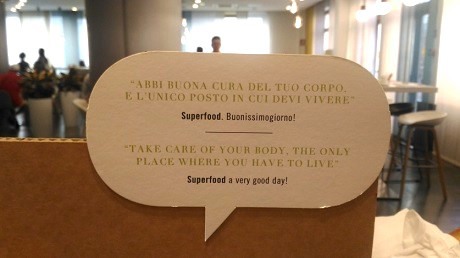 "ABBI BUONA CURA DEL TUO CORPO,
E L'UNICO POSTO IN CUI DEVI VIVERE"
Superfood. Buonissimogiorno!
"TAKE CARE OF YOUR BODY, THE ONLY
PLACE WHERE YOU HAVE TO LIVE"
Superfood a very good day!